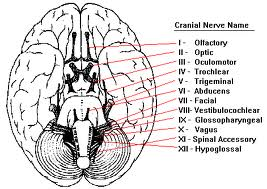 Cranial Nerve Name
I - Olfactory
II - Optic
III - Oculomotor
IV - Trochlear
V - Trigeminal
VI - Abducens
VII - Facial
VIII- Vestibulocochlear
IX - Glossopharyngeal
X - Vagus
XI - Spinal Accessory
XII - Hypoglossal